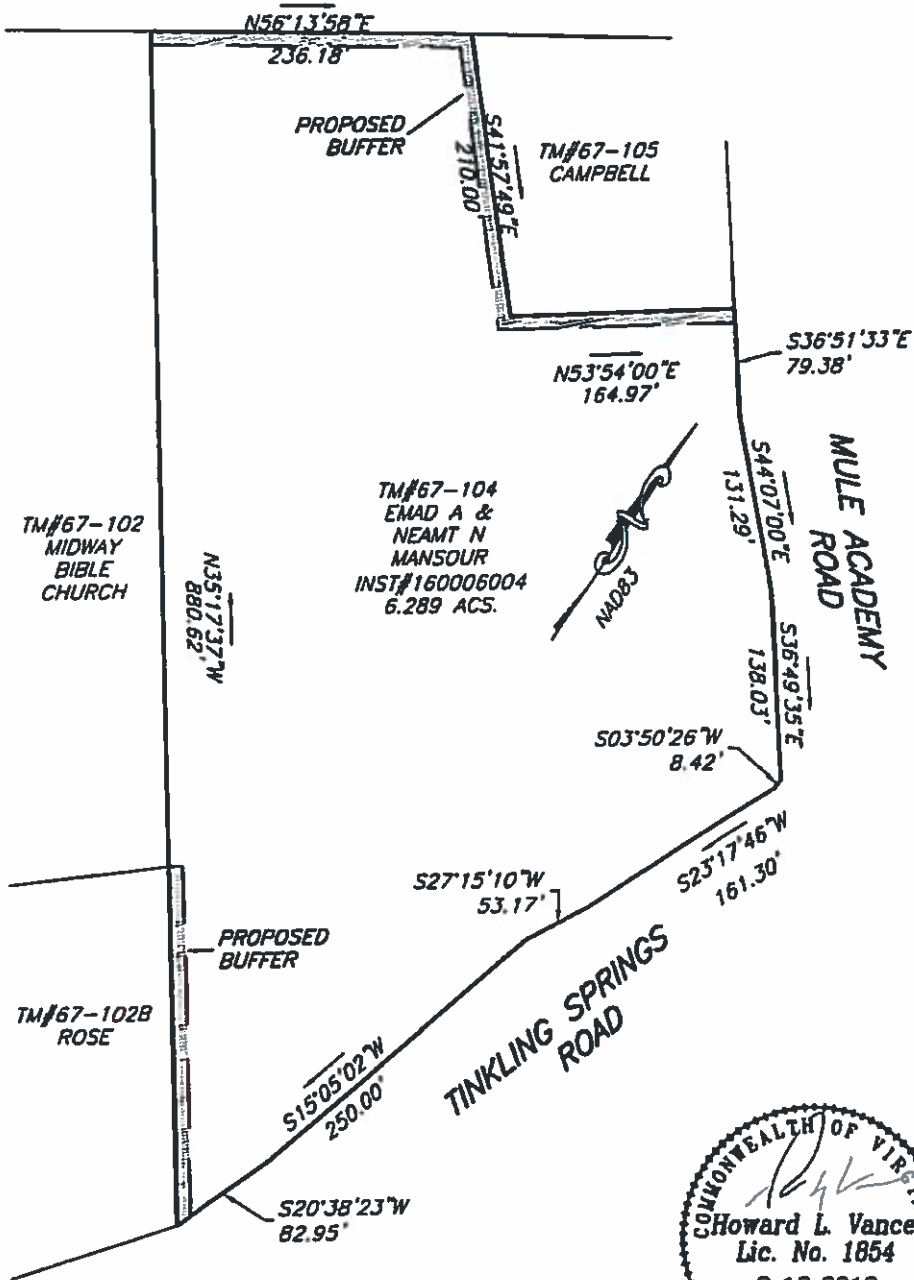 N56°13'58"E
236.18'
PROPOSED
BUFFER
S41°57'49"E
210.00
TM#67-105
CAMPBELL
S36°51'33"E
79.38'
N53°54'00"E
164.97'
MULE ACADEMY
ROAD
S44°07'00"E
131.29'
TM#67-104
EMAD A &
NEAMT N
MANSOUR
INST#160006004
6.289 ACS.
NAD83
TM#67-102
MIDWAY
BIBLE
CHURCH
N35°17'37"W
880.62'
S36°49'35"E
138.03'
S03°50'26"W
8.42'
S23°17'46"W
161.30'
S27°15'10"W
53.17'
PROPOSED
BUFFER
TM#67-102B
ROSE
TINKLING SPRINGS
ROAD
S15°05'02"W
250.00'
S20°38'23"W
82.95'
COMMONWEALTH OF VIRG
Howard L. Vance
Lic. No. 1854